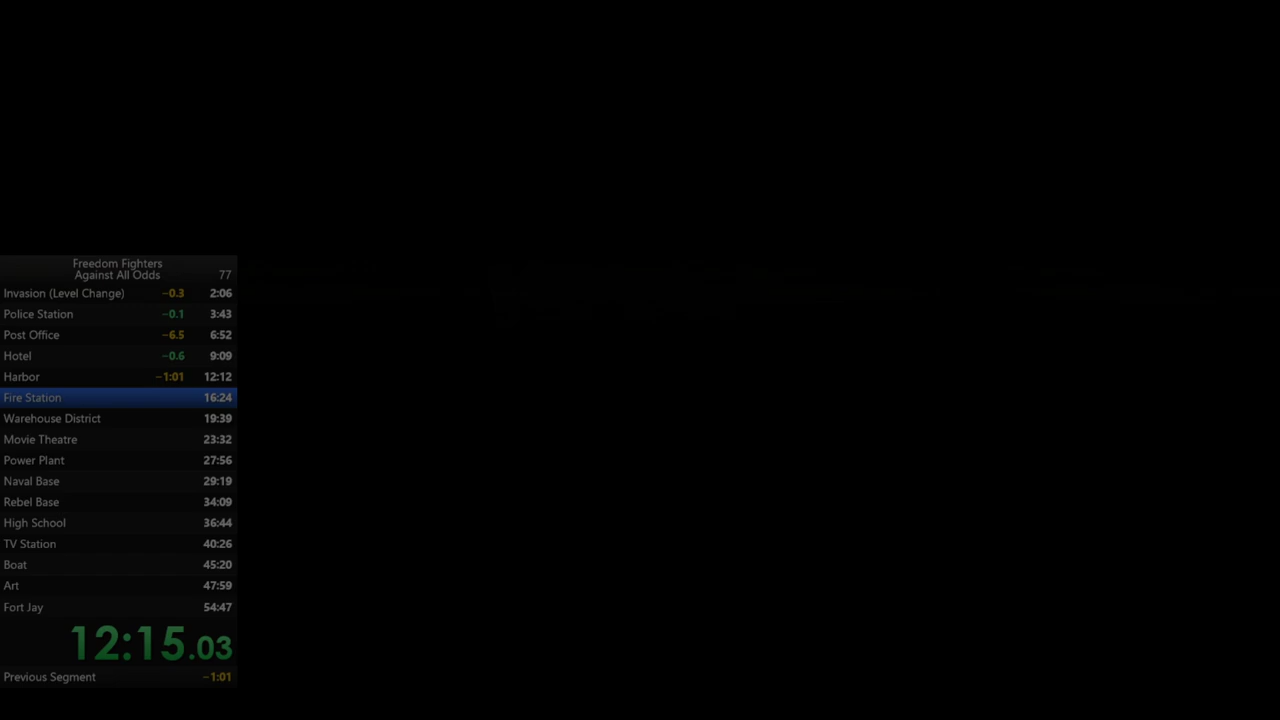 Freedom Fighters
Against All Odds 77
Invasion (Level Change) −0.3 2:06
Police Station −0.1 3:43
Post Office −6.5 6:52
Hotel −0.6 9:09
Harbor −1:01 12:12
Fire Station 16:24
Warehouse District 19:39
Movie Theatre 23:32
Power Plant 27:56
Naval Base 29:19
Rebel Base 34:09
High School 36:44
TV Station 40:26
Boat 45:20
Art 47:59
Fort Jay 54:47
12:15.03
Previous Segment −1:01